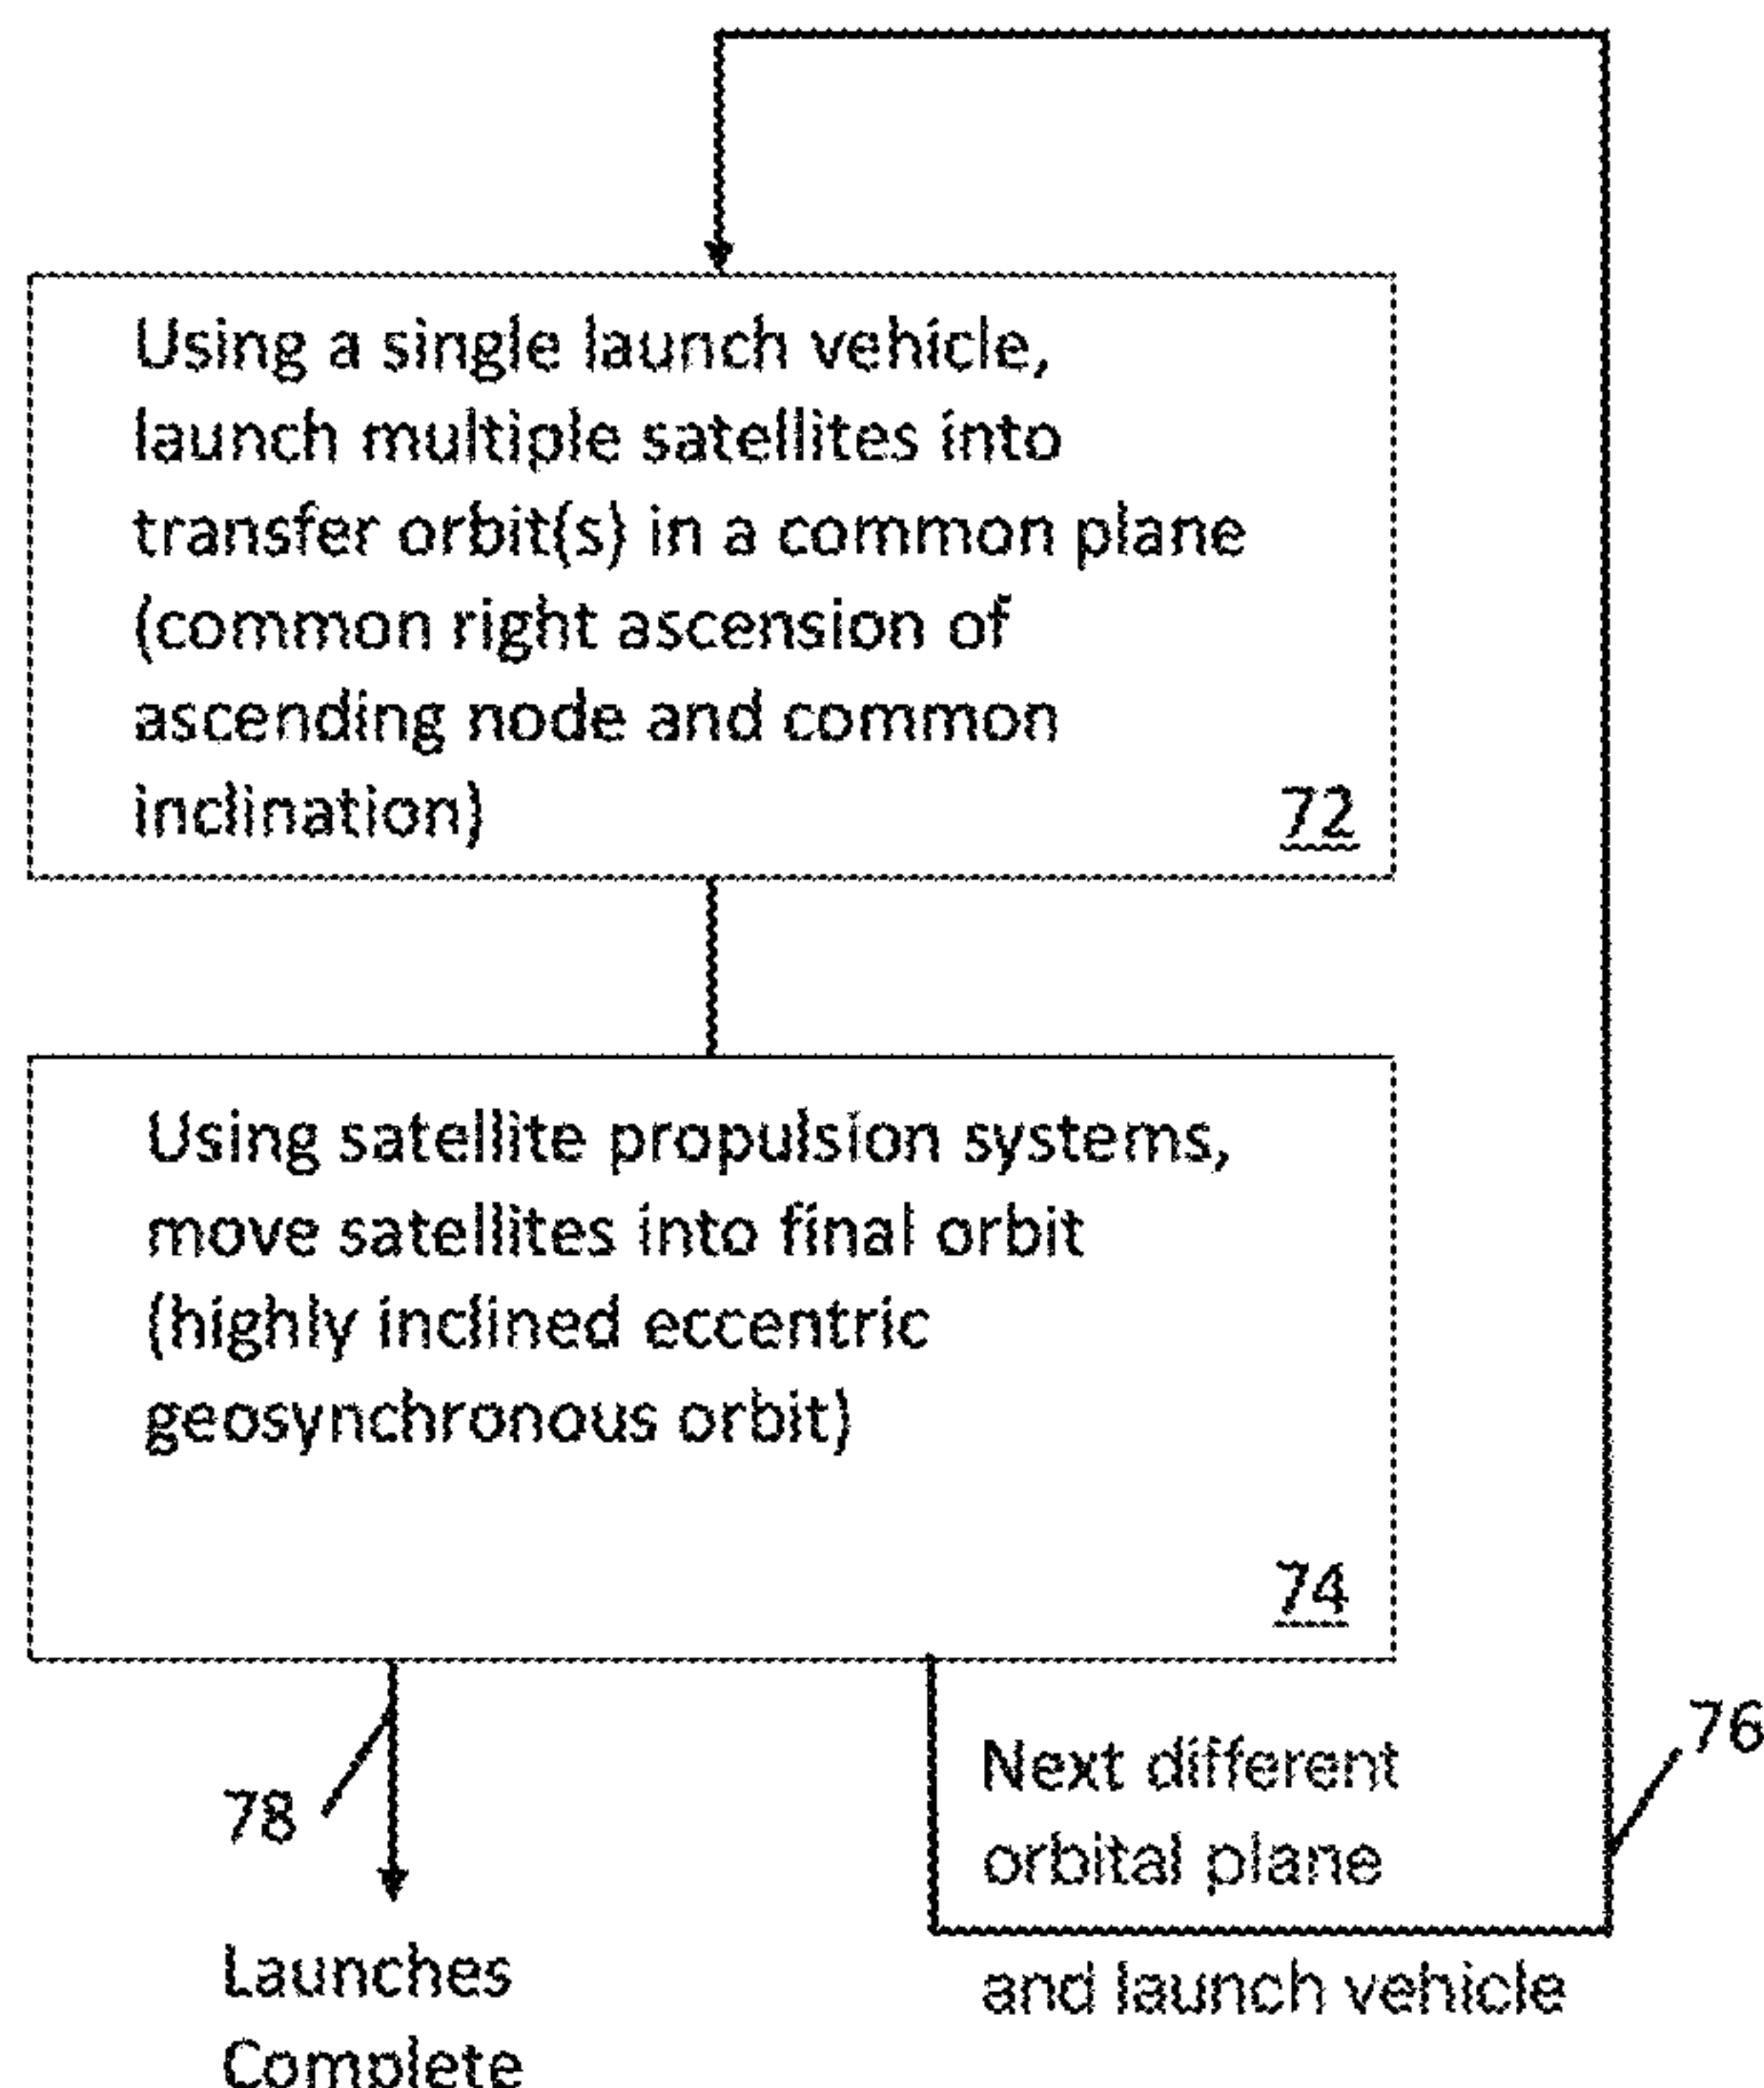 Using a single launch vehicle,
launch multiple satellites into
transfer orbit(s) in a common plane
(common right ascension of
ascending node and common
inclination)
72
Using satellite propulsion systems,
move satellites into final orbit
(highly inclined eccentric
geosynchronous orbit)
74
76
Next different
orbital plane
and launch vehicle
78
Launches
Complete